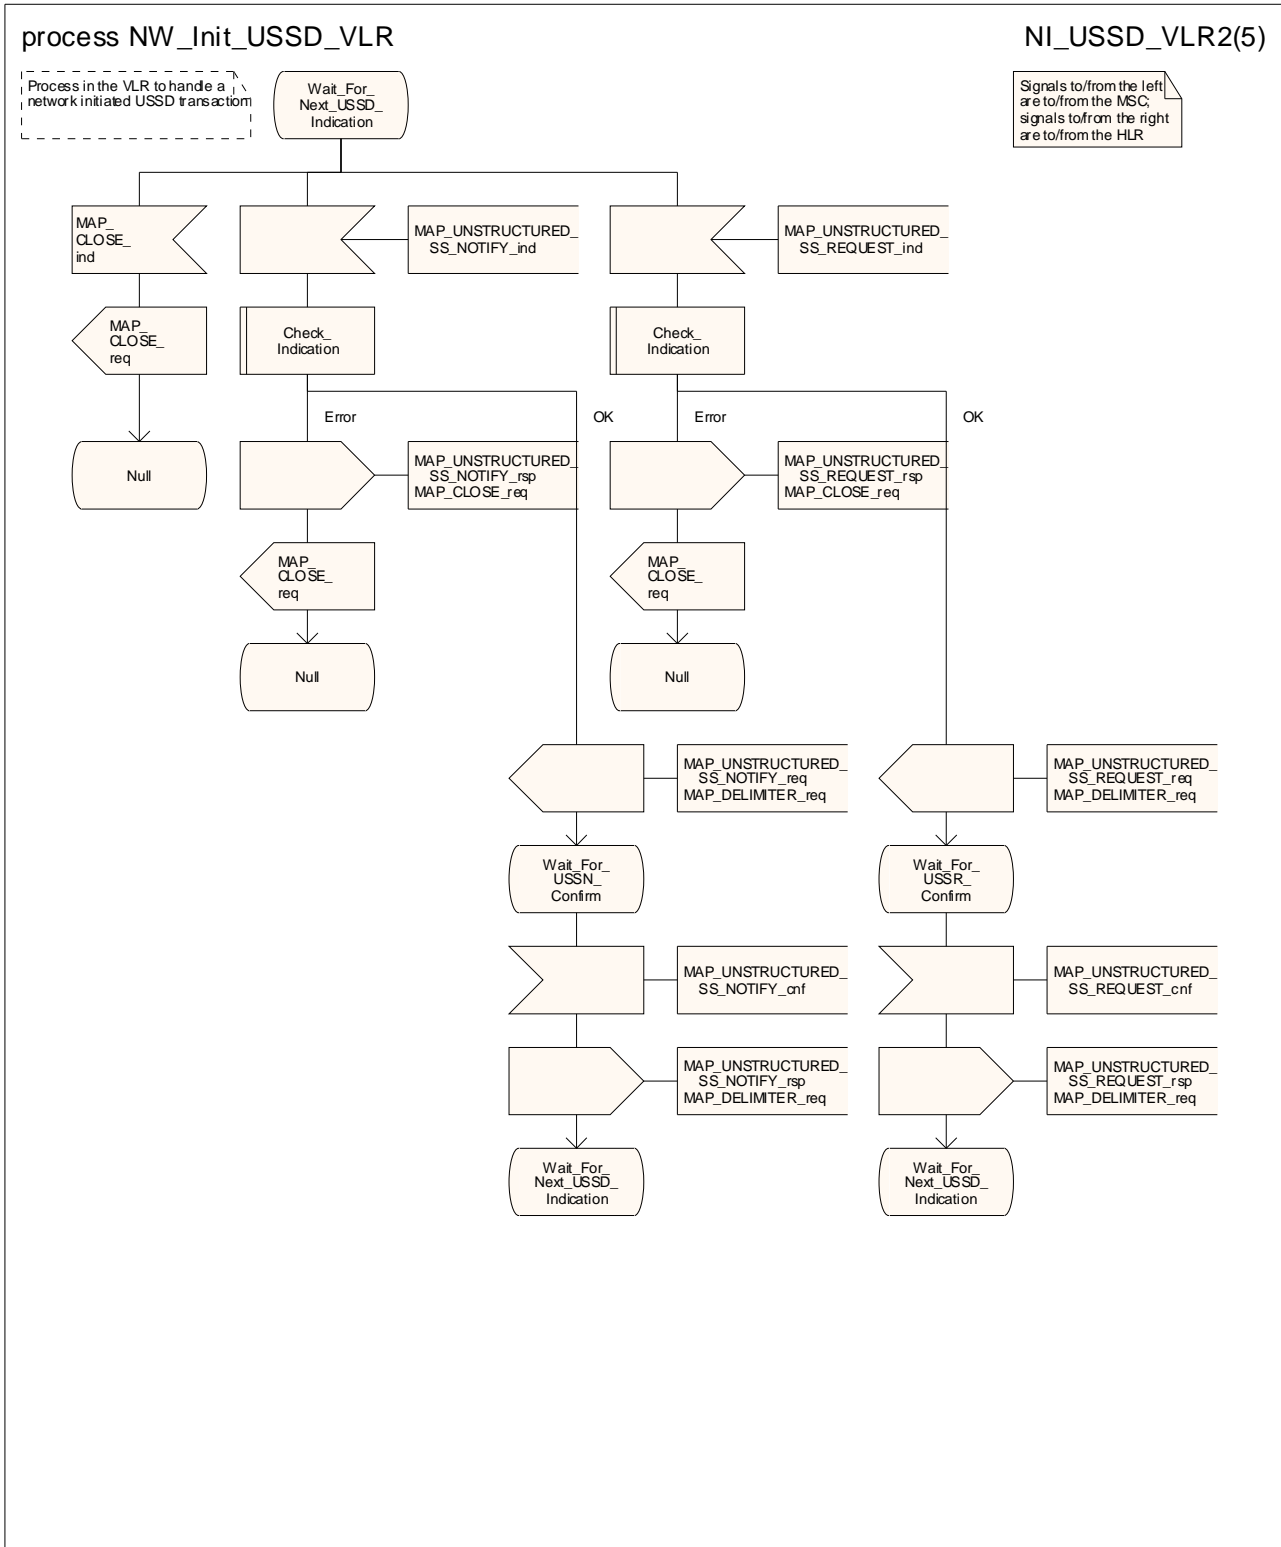 process NW_Init_USSD_VLR
NI_USSD_VLR2(5)
Process in the VLR to handle a
network initiated USSD transaction
Wait_For_
Next_USSD_
Indication
Signals to/from the left
are to/from the MSC;
signals to/from the right
are to/from the HLR
MAP_
CLOSE_
ind
MAP_UNSTRUCTURED_
SS_NOTIFY_ind
MAP_UNSTRUCTURED_
SS_REQUEST_ind
MAP_
CLOSE_
req
Check_
Indication
Check_
Indication
Error
OK
Error
OK
Null
MAP_UNSTRUCTURED_
SS_NOTIFY_rsp
MAP_CLOSE_req
MAP_UNSTRUCTURED_
SS_REQUEST_rsp
MAP_CLOSE_req
MAP_
CLOSE_
req
MAP_
CLOSE_
req
Null
Null
MAP_UNSTRUCTURED_
SS_NOTIFY_req
MAP_DELIMITER_req
MAP_UNSTRUCTURED_
SS_REQUEST_req
MAP_DELIMITER_req
Wait_For_
USSN_
Confirm
Wait_For_
USSR_
Confirm
MAP_UNSTRUCTURED_
SS_NOTIFY_cnf
MAP_UNSTRUCTURED_
SS_REQUEST_cnf
MAP_UNSTRUCTURED_
SS_NOTIFY_rsp
MAP_DELIMITER_req
MAP_UNSTRUCTURED_
SS_REQUEST_rsp
MAP_DELIMITER_req
Wait_For_
Next_USSD_
Indication
Wait_For_
Next_USSD_
Indication